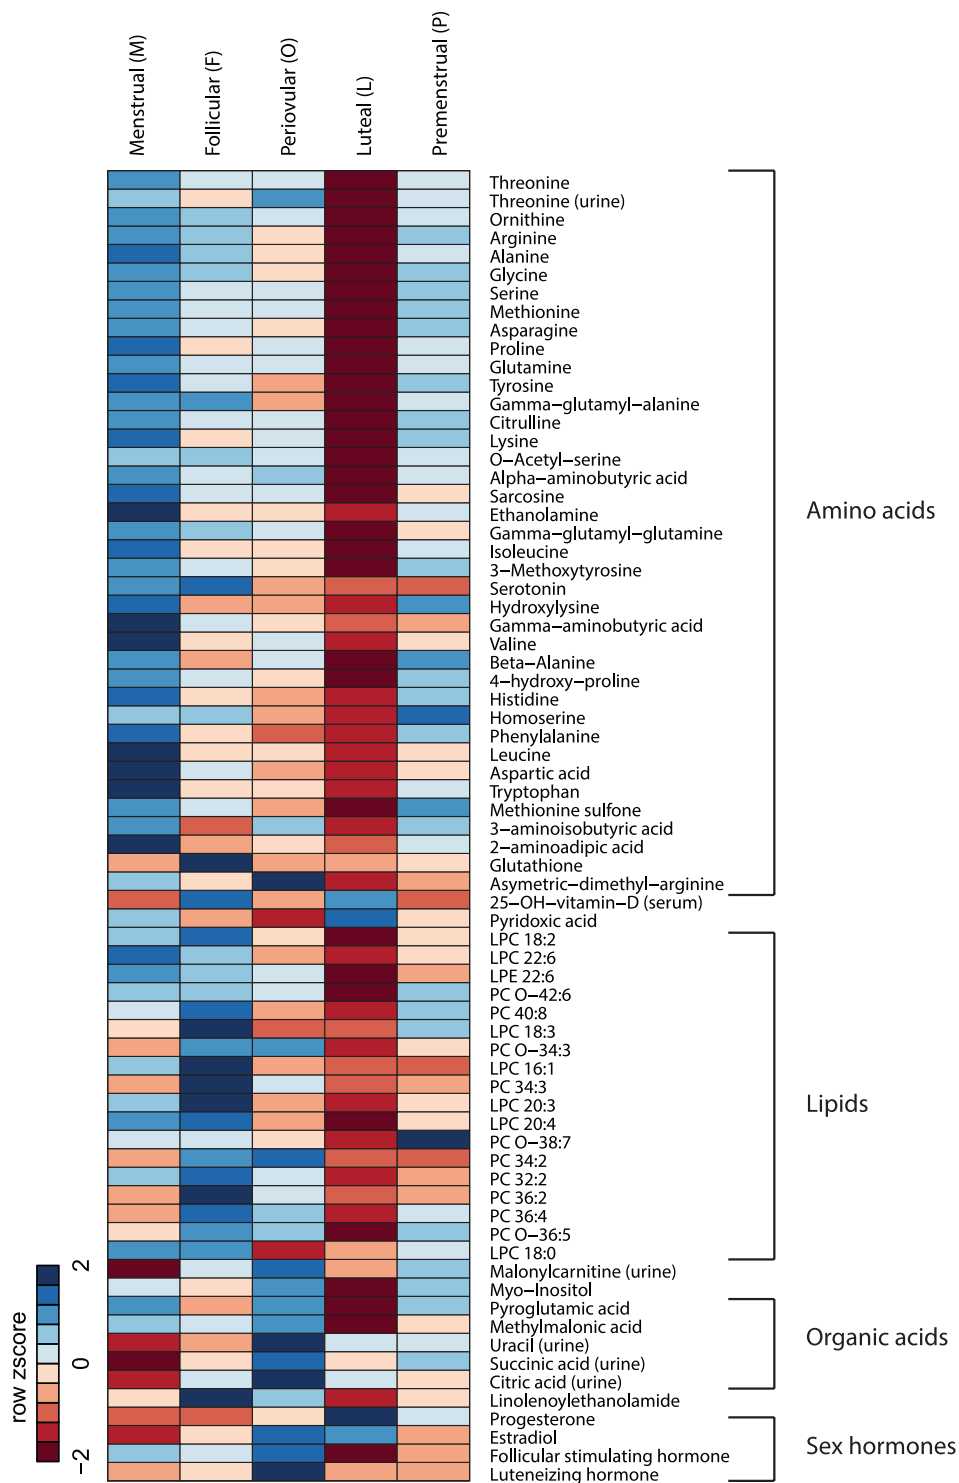 Menstrual (M)
Follicular (F)
Periovular (O)
Luteal (L)
Premenstrual (P)
Threonine
Threonine (urine)
Ornithine
Arginine
Alanine
Glycine
Serine
Methionine
Asparagine
Proline
Glutamine
Tyrosine
Gamma−glutamyl−alanine
Citrulline
Lysine
O−Acetyl−serine
Alpha−aminobutyric acid
Sarcosine
Ethanolamine
Gamma−glutamyl−glutamine
Isoleucine
3−Methoxytyrosine
Serotonin
Hydroxylysine
Gamma−aminobutyric acid
Valine
Beta−Alanine
4−hydroxy−proline
Histidine
Homoserine
Phenylalanine
Leucine
Aspartic acid
Tryptophan
Methionine sulfone
3−aminoisobutyric acid
2−aminoadipic acid
Glutathione
Asymetric−dimethyl−arginine
Amino acids
25−OH−vitamin−D (serum)
Pyridoxic acid
LPC 18:2
LPC 22:6
LPE 22:6
PC O−42:6
PC 40:8
LPC 18:3
PC O−34:3
LPC 16:1
PC 34:3
LPC 20:3
LPC 20:4
PC O−38:7
PC 34:2
PC 32:2
PC 36:2
PC 36:4
PC O−36:5
LPC 18:0
Lipids
Malonylcarnitine (urine)
Myo−Inositol
Pyroglutamic acid
Methylmalonic acid
Uracil (urine)
Succinic acid (urine)
Citric acid (urine)
Organic acids
Linolenoylethanolamide
Progesterone
Estradiol
Follicular stimulating hormone
Luteneizing hormone
Sex hormones
row zscore
−2
0
2